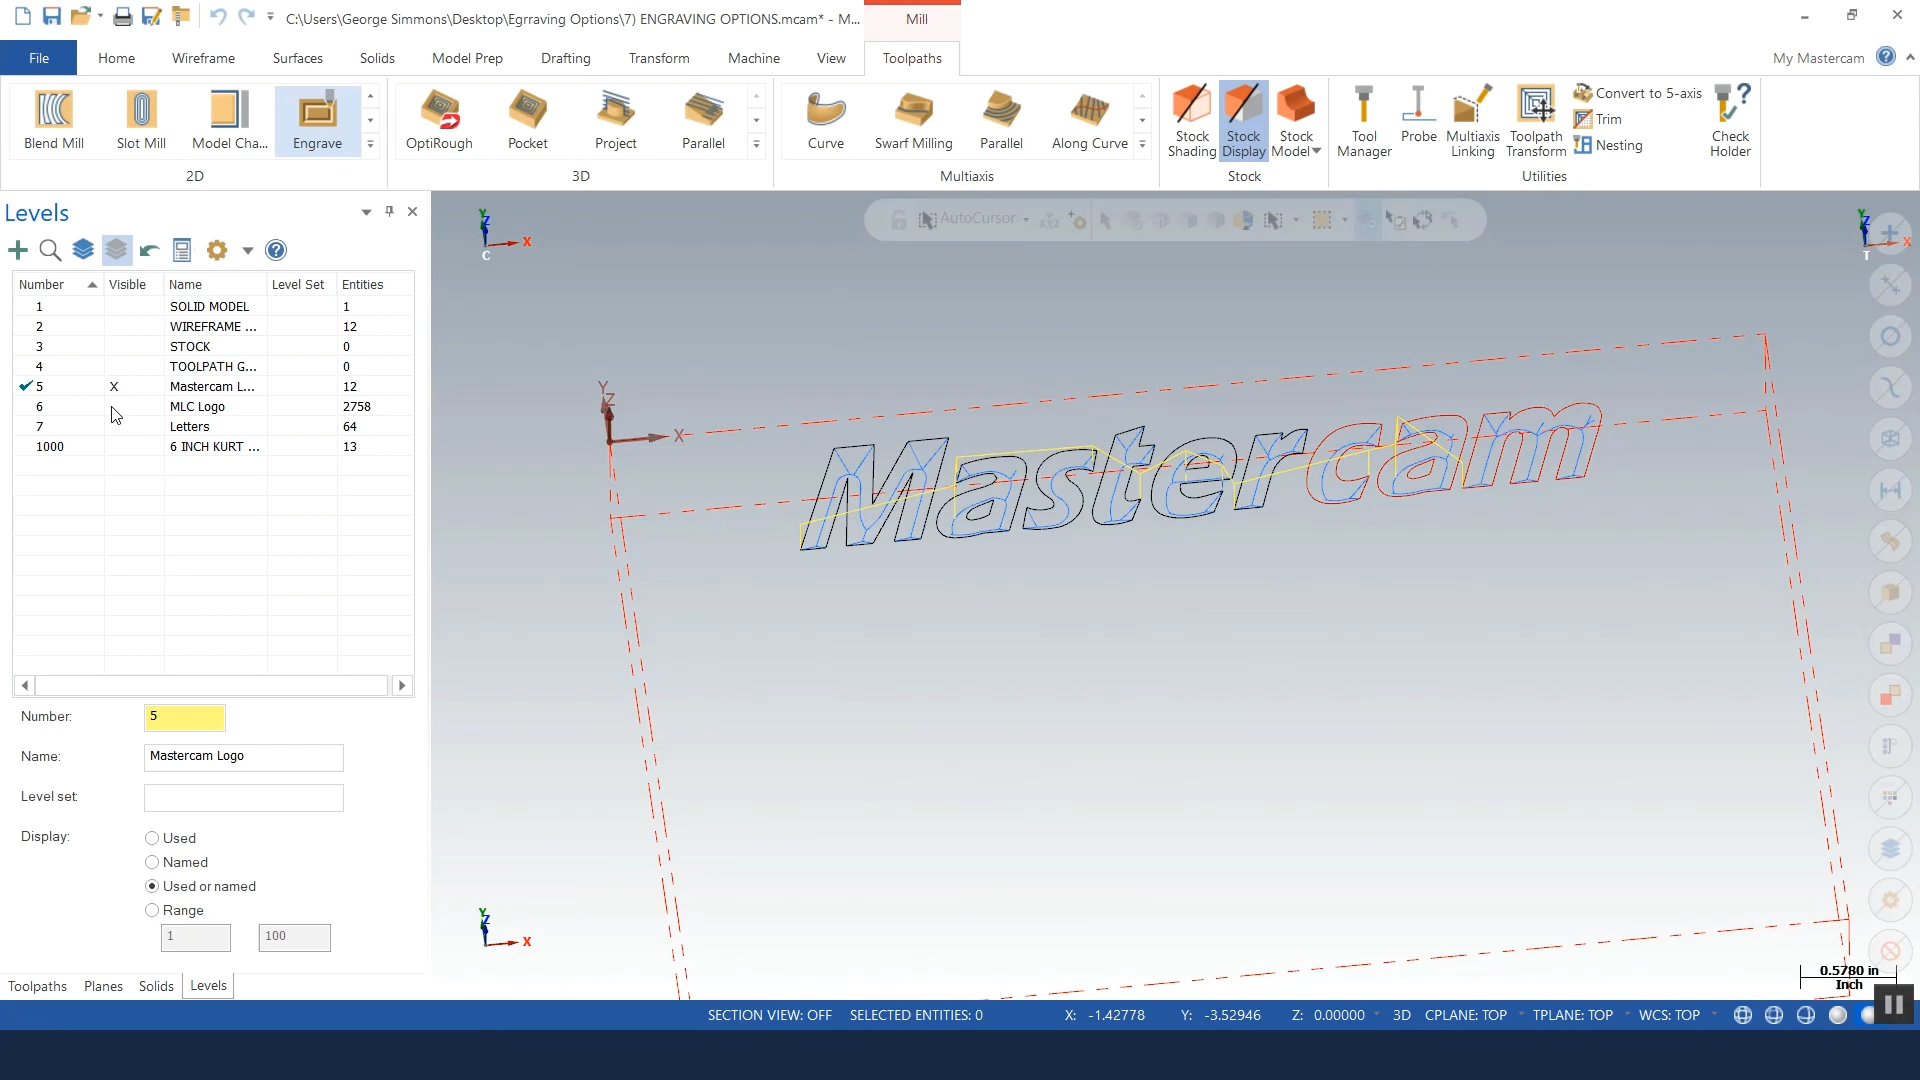 C:\Users\George Simmons\Desktop\Egrraving Options\7) ENGRAVING OPTIONS.mcam* - M...
Mill
File
Home
Wireframe
Surfaces
Solids
Model Prep
Drafting
Transform
Machine
View
Toolpaths
My Mastercam
Blend Mill
Slot Mill
Model Cha...
Engrave
2D
OptiRough
Pocket
Project
Parallel
3D
Curve
Swarf Milling
Parallel
Along Curve
Multiaxis
Stock Shading
Stock Display
Stock Model
Stock
Tool Manager
Probe
Multiaxis Linking
Toolpath Transform
Convert to 5-axis
Trim
Nesting
Check Holder
Utilities
Levels
AutoCursor
Number Visible Name Level Set Entities
1 SOLID MODEL 1
2 WIREFRAME ... 12
3 STOCK 0
4 TOOLPATH G... 0
5 X Mastercam L... 12
6 MLC Logo 2758
7 Letters 64
1000 6 INCH KURT ... 13
Number: 5
Name: Mastercam Logo
Level set:
Display:
Used
Named
Used or named
Range
1 100
Toolpaths Planes Solids Levels
Y
Z
X
C
Y
Z
X
T
Y
Z
X
Mastercam
Y
Z
X
0.5780 in
Inch
SECTION VIEW: OFF SELECTED ENTITIES: 0 X: -1.42778 Y: -3.52946 Z: 0.00000 3D CPLANE: TOP TPLANE: TOP WCS: TOP